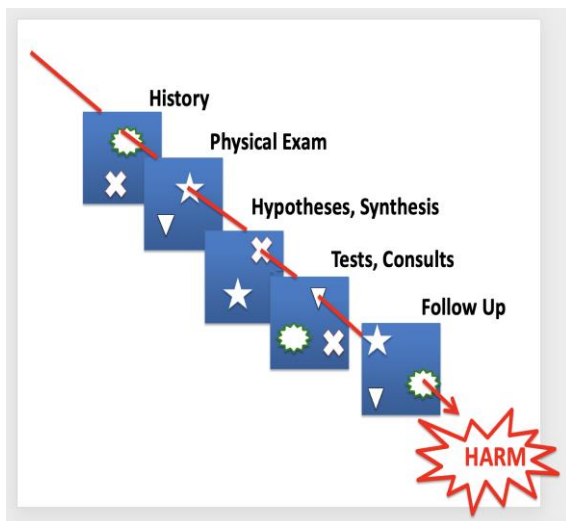 History
Physical Exam
Hypotheses, Synthesis
Tests, Consults
Follow Up
HARM